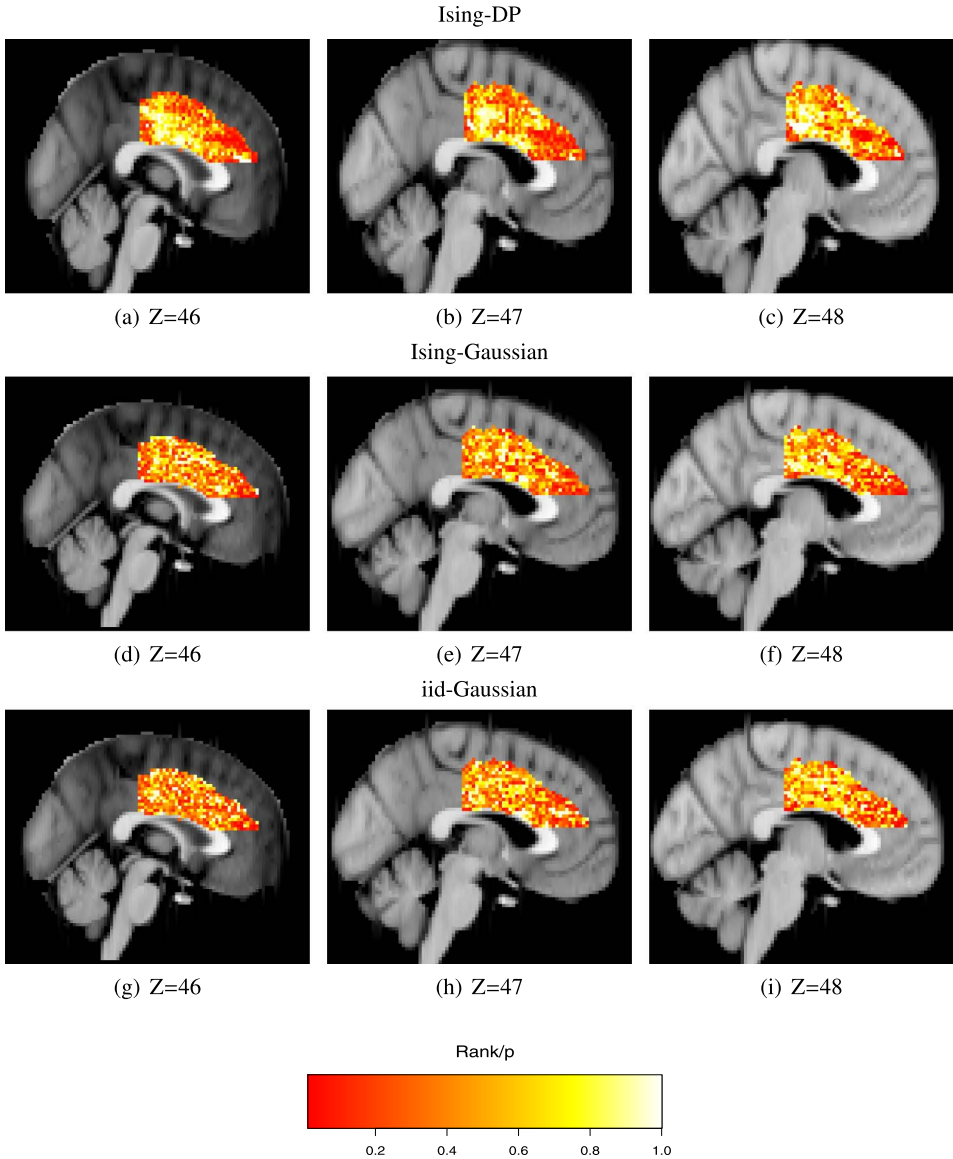 Ising-DP
(a) Z=46
(b) Z=47
(c) Z=48
Ising-Gaussian
(d) Z=46
(e) Z=47
(f) Z=48
iid-Gaussian
(g) Z=46
(h) Z=47
(i) Z=48
Rank/p
0.2 0.4 0.6 0.8 1.0